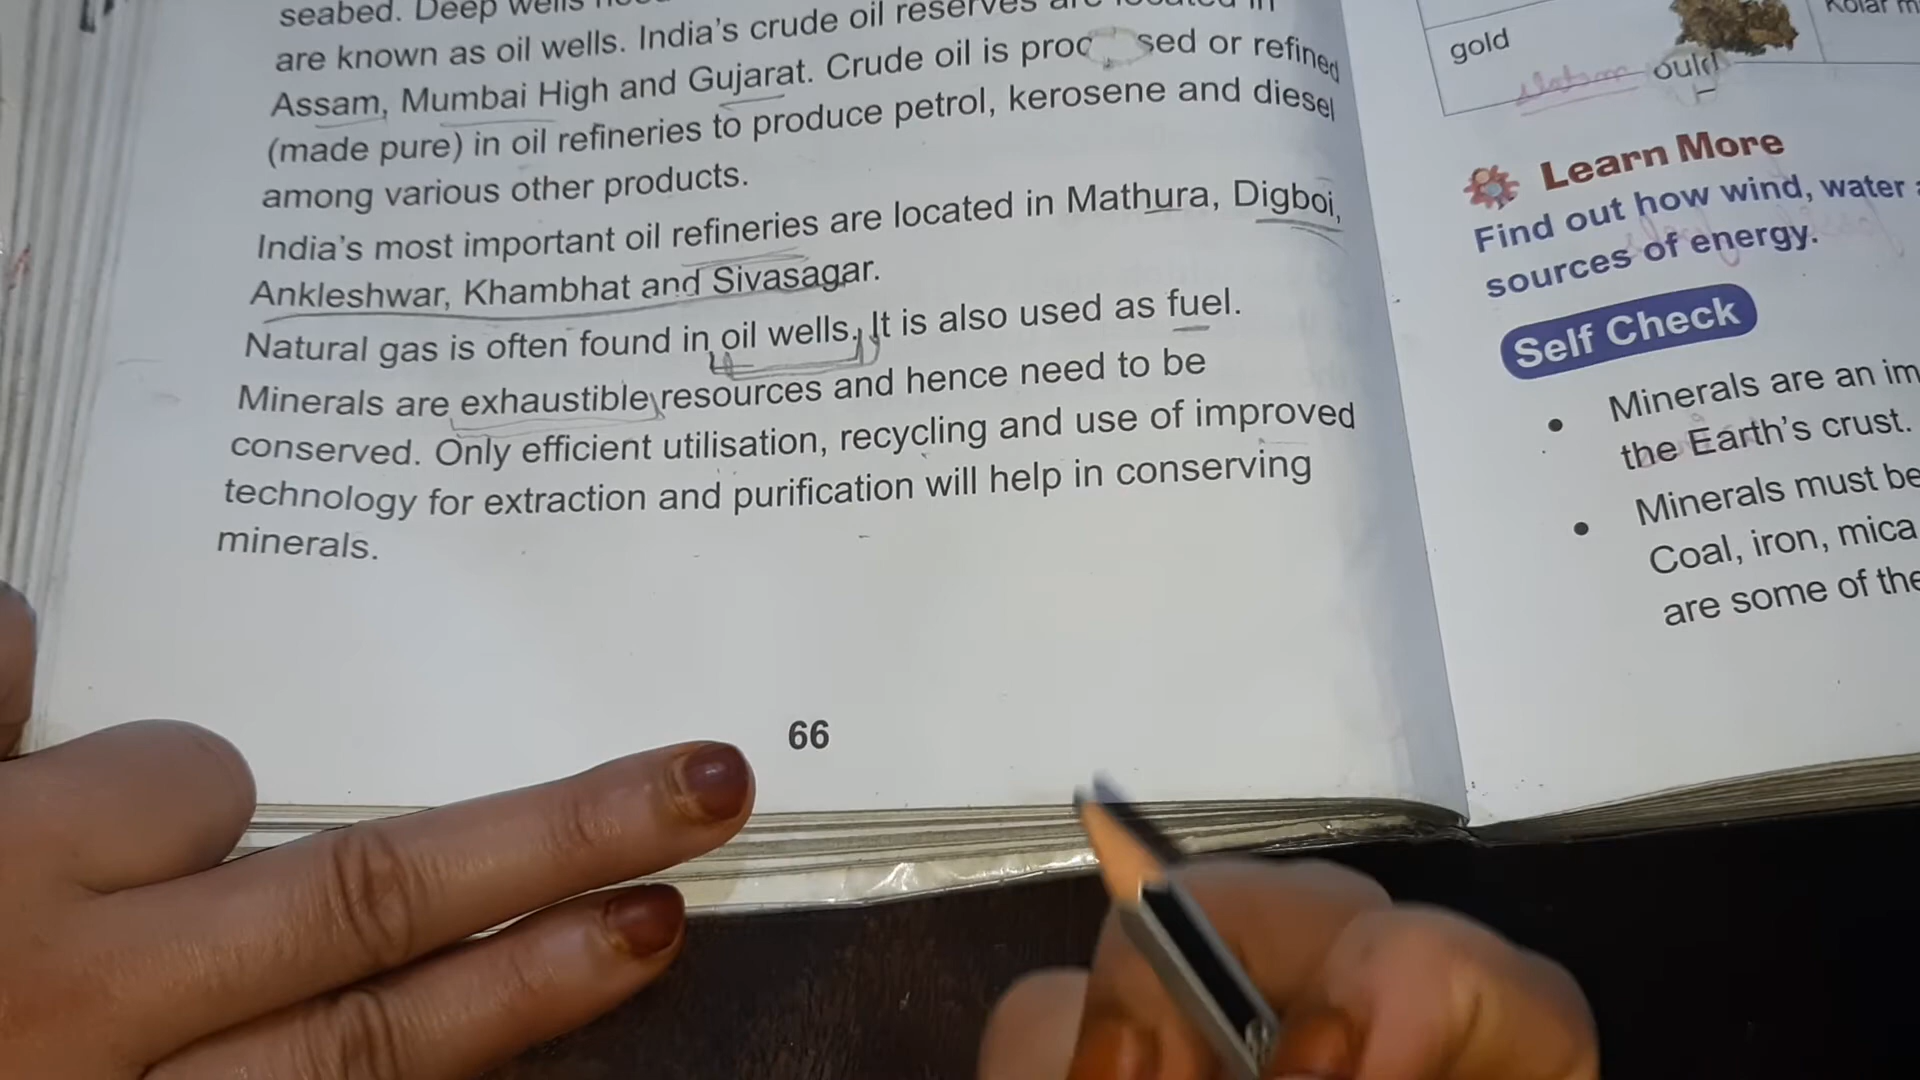 seabed. Deep wells
are known as oil wells. India's crude oil reserves are located in
Assam, Mumbai High and Gujarat. Crude oil is proc sed or refined
(made pure) in oil refineries to produce petrol, kerosene and diesel
among various other products.
India's most important oil refineries are located in Mathura, Digboi,
Ankleshwar, Khambhat and Sivasagar.
Natural gas is often found in oil wells. It is also used as fuel.
Minerals are exhaustible resources and hence need to be
conserved. Only efficient utilisation, recycling and use of improved
technology for extraction and purification will help in conserving
minerals.
66
Kolar
gold
Learn More
Find out how wind, water
sources of energy.
Self Check
• Minerals are an im
the Earth's crust.
• Minerals must be
Coal, iron, mica
are some of the